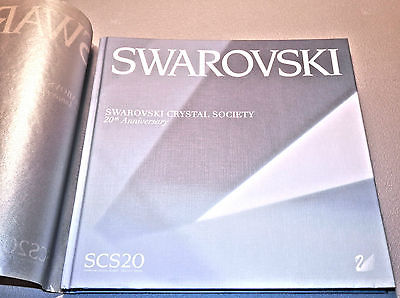 SWAROVSKI
SWAROVSKI CRYSTAL SOCIETY
20th Anniversary
SCS20